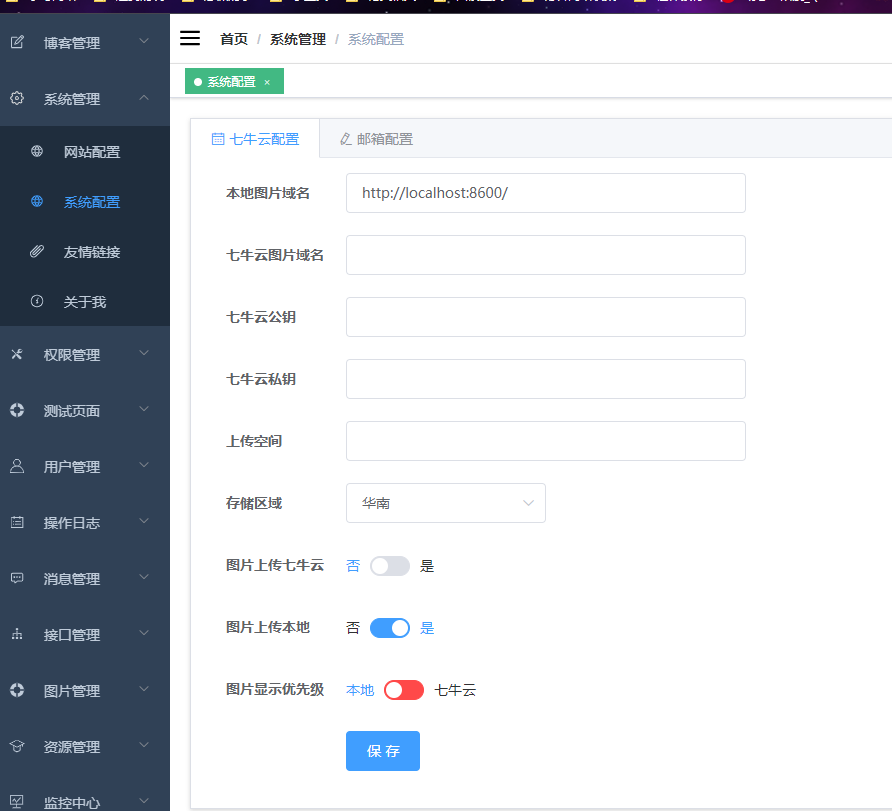 博客管理
首页 / 系统管理 / 系统配置
系统管理
系统配置 ×
网站配置
系统配置
友情链接
关于我
权限管理
测试页面
用户管理
操作日志
消息管理
接口管理
图片管理
资源管理
监控中心
七牛云配置 邮箱配置
本地图片域名 http://localhost:8600/
七牛云图片域名
七牛云公钥
七牛云私钥
上传空间
存储区域 华南
图片上传七牛云 否 是
图片上传本地 否 是
图片显示优先级 本地 七牛云
保存